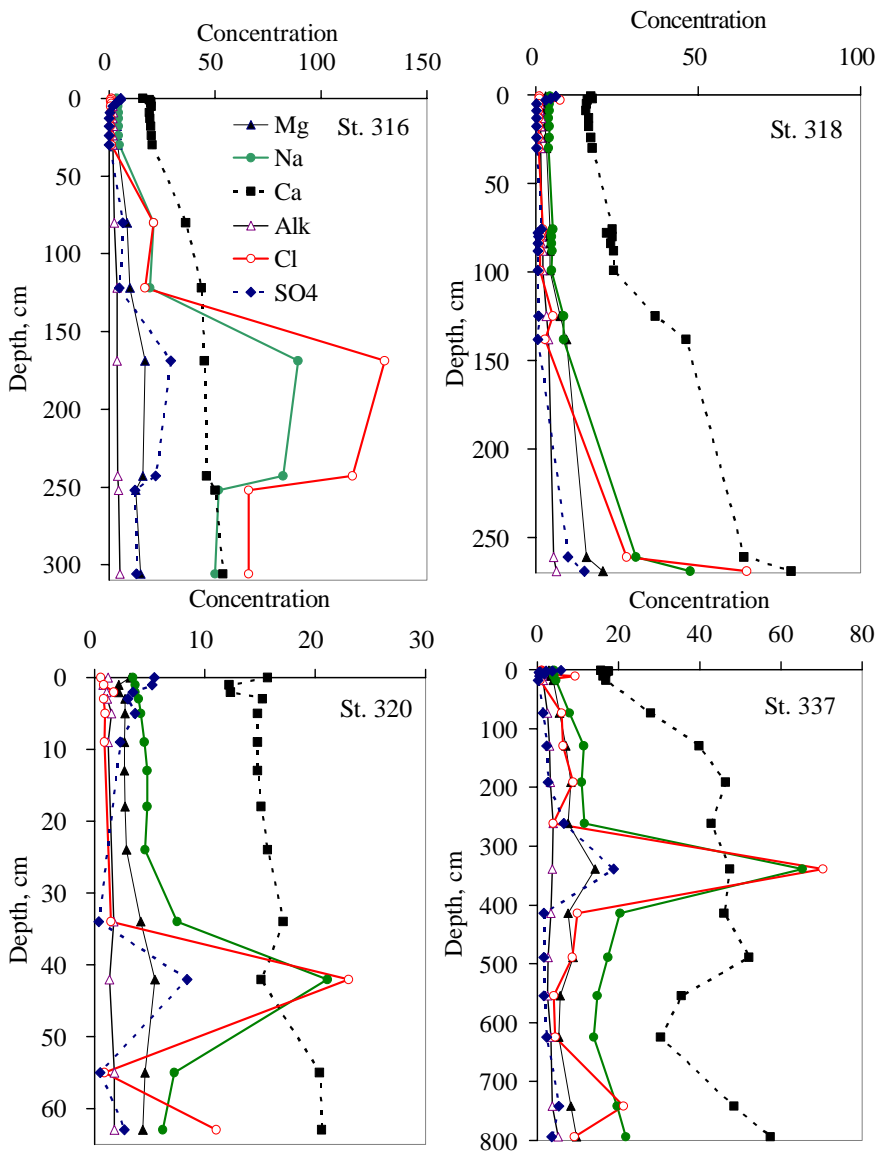 Concentration
0 50 100 150
0
50
100
150
200
250
300
Depth, cm
St. 316
Mg
Na
Ca
Alk
Cl
SO4
Concentration
0 50 100
0
50
100
150
200
250
Depth, cm
St. 318
Concentration
0 10 20 30
0
10
20
30
40
50
60
Depth, cm
St. 320
Concentration
0 20 40 60 80
0
100
200
300
400
500
600
700
800
Depth, cm
St. 337